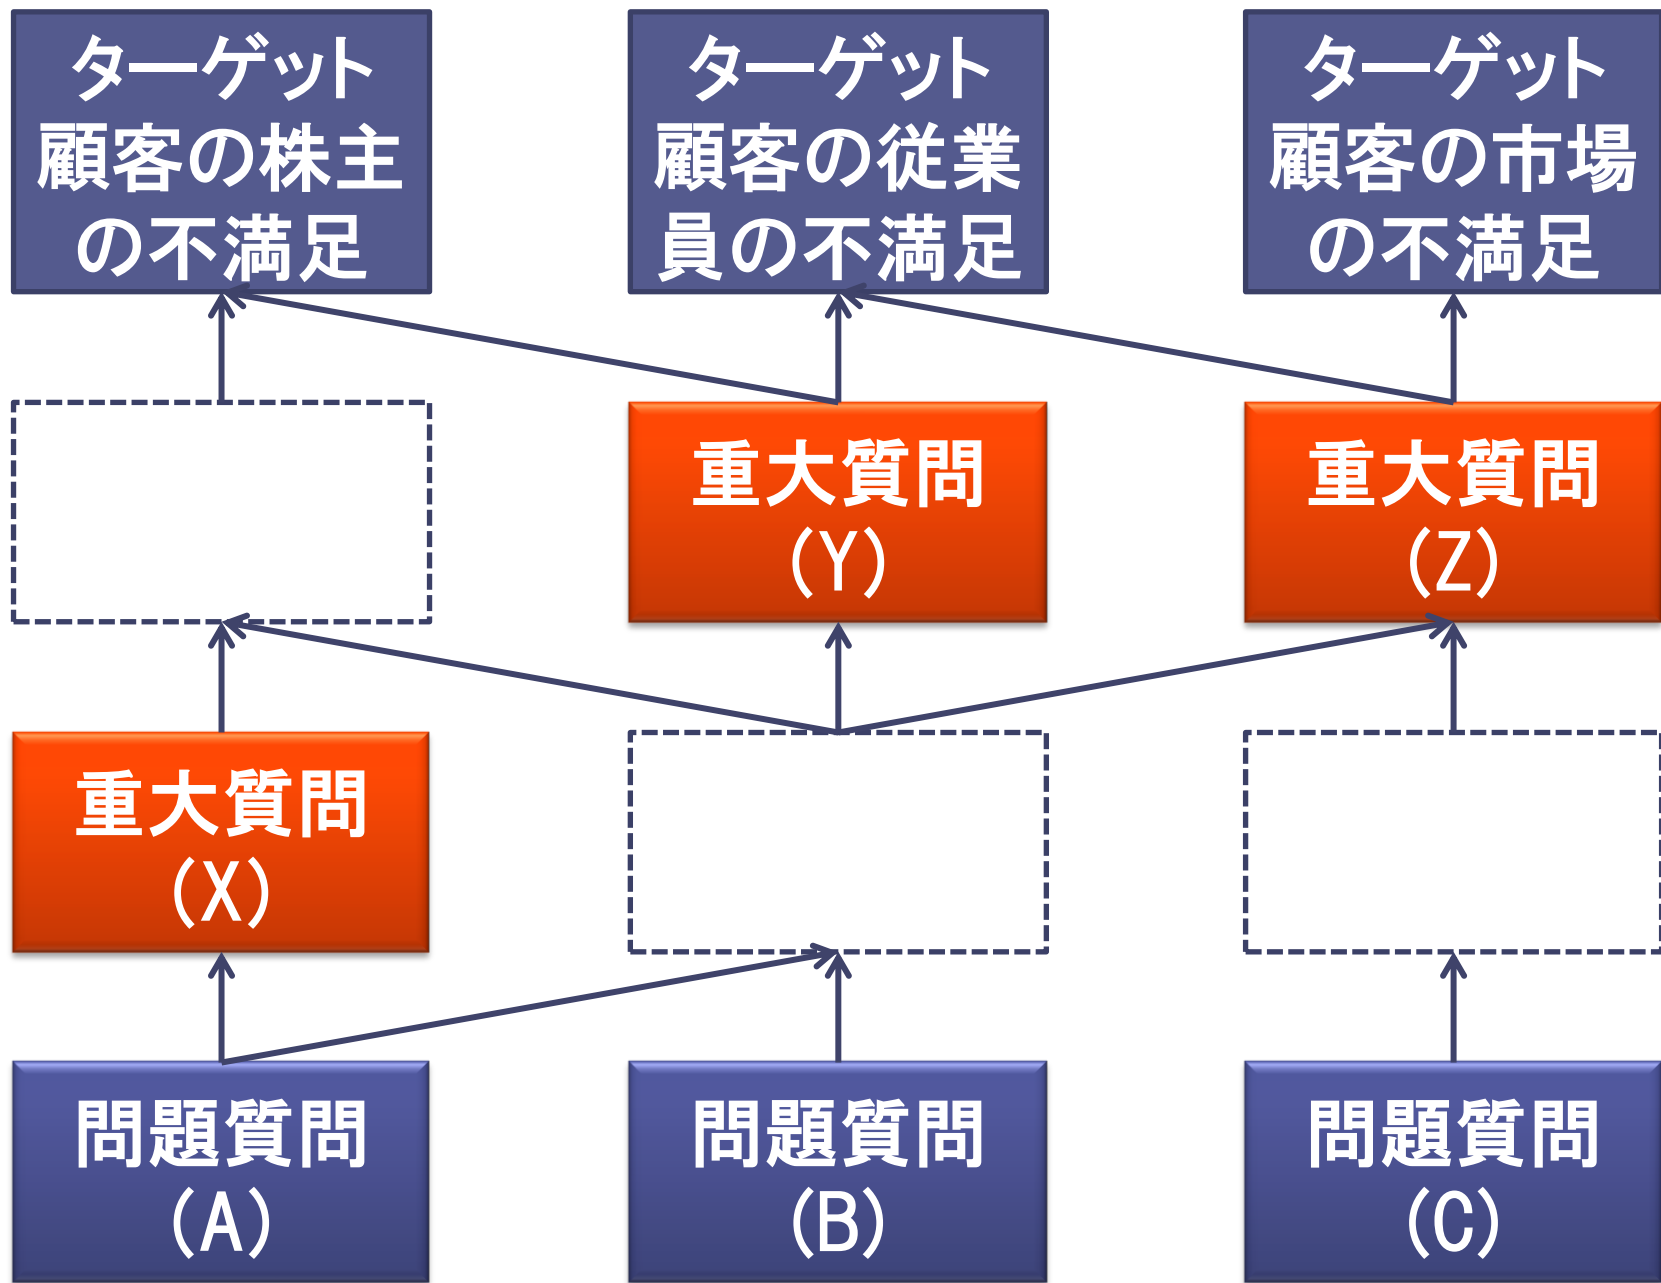 ターゲット
顧客の株主
の不満足
ターゲット
顧客の従業
員の不満足
ターゲット
顧客の市場
の不満足
重大質問
(Y)
重大質問
(Z)
重大質問
(X)
問題質問
(A)
問題質問
(B)
問題質問
(C)